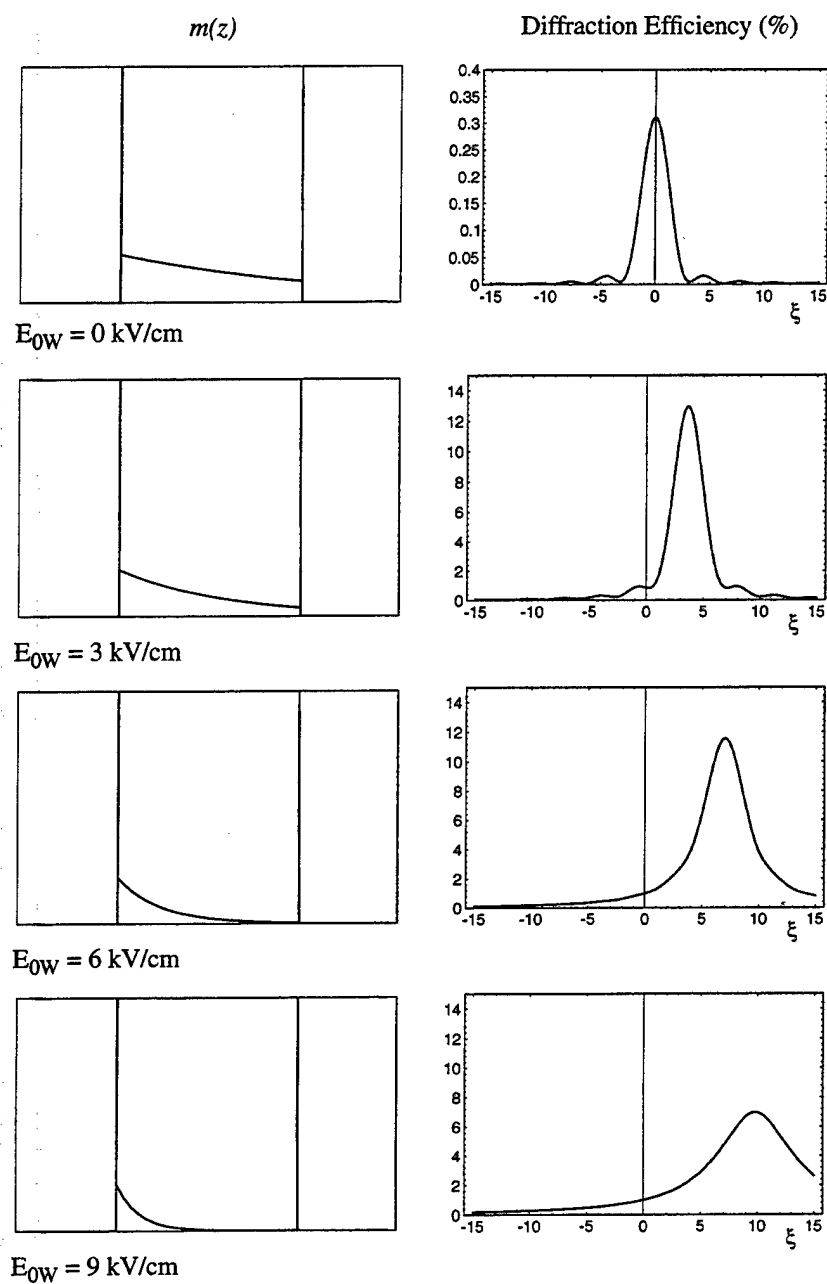 m(z)
Diffraction Efficiency (%)
0.4
0.35
0.3
0.25
0.2
0.15
0.1
0.05
-15 -10 -5 0 5 10 15
ξ
E0W = 0 kV/cm
14
12
10
8
6
4
2
0
-15 -10 -5 0 5 10 15
ξ
E0W = 3 kV/cm
14
12
10
8
6
4
2
0
-15 -10 -5 0 5 10 15
ξ
E0W = 6 kV/cm
14
12
10
8
6
4
2
0
-15 -10 -5 0 5 10 15
ξ
E0W = 9 kV/cm